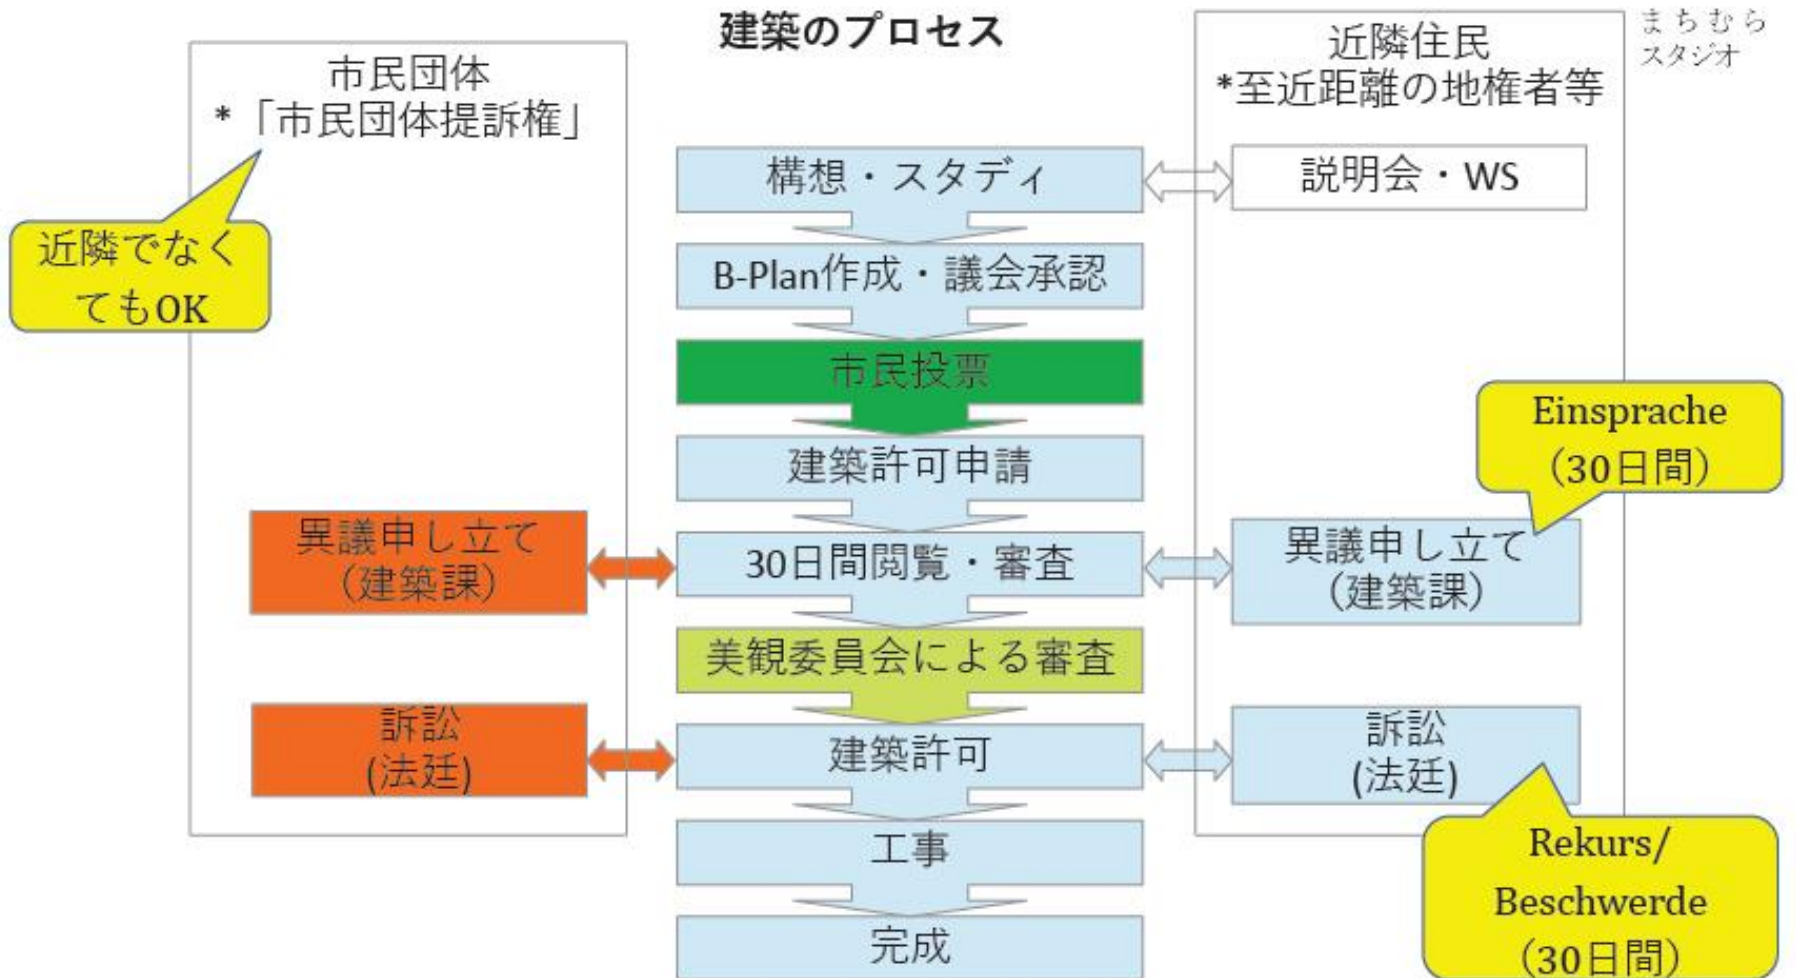 建築のプロセス
まちむら
スタジオ
市民団体
*「市民団体提訴権」
近隣でなく
てもOK
近隣住民
*至近距離の地権者等
構想・スタディ
説明会・WS
B-Plan作成・議会承認
市民投票
建築許可申請
Einsprache
（30日間）
異議申し立て
（建築課）
30日間閲覧・審査
異議申し立て
（建築課）
美観委員会による審査
訴訟
(法廷)
建築許可
訴訟
(法廷)
工事
Rekurs/
Beschwerde
（30日間）
完成